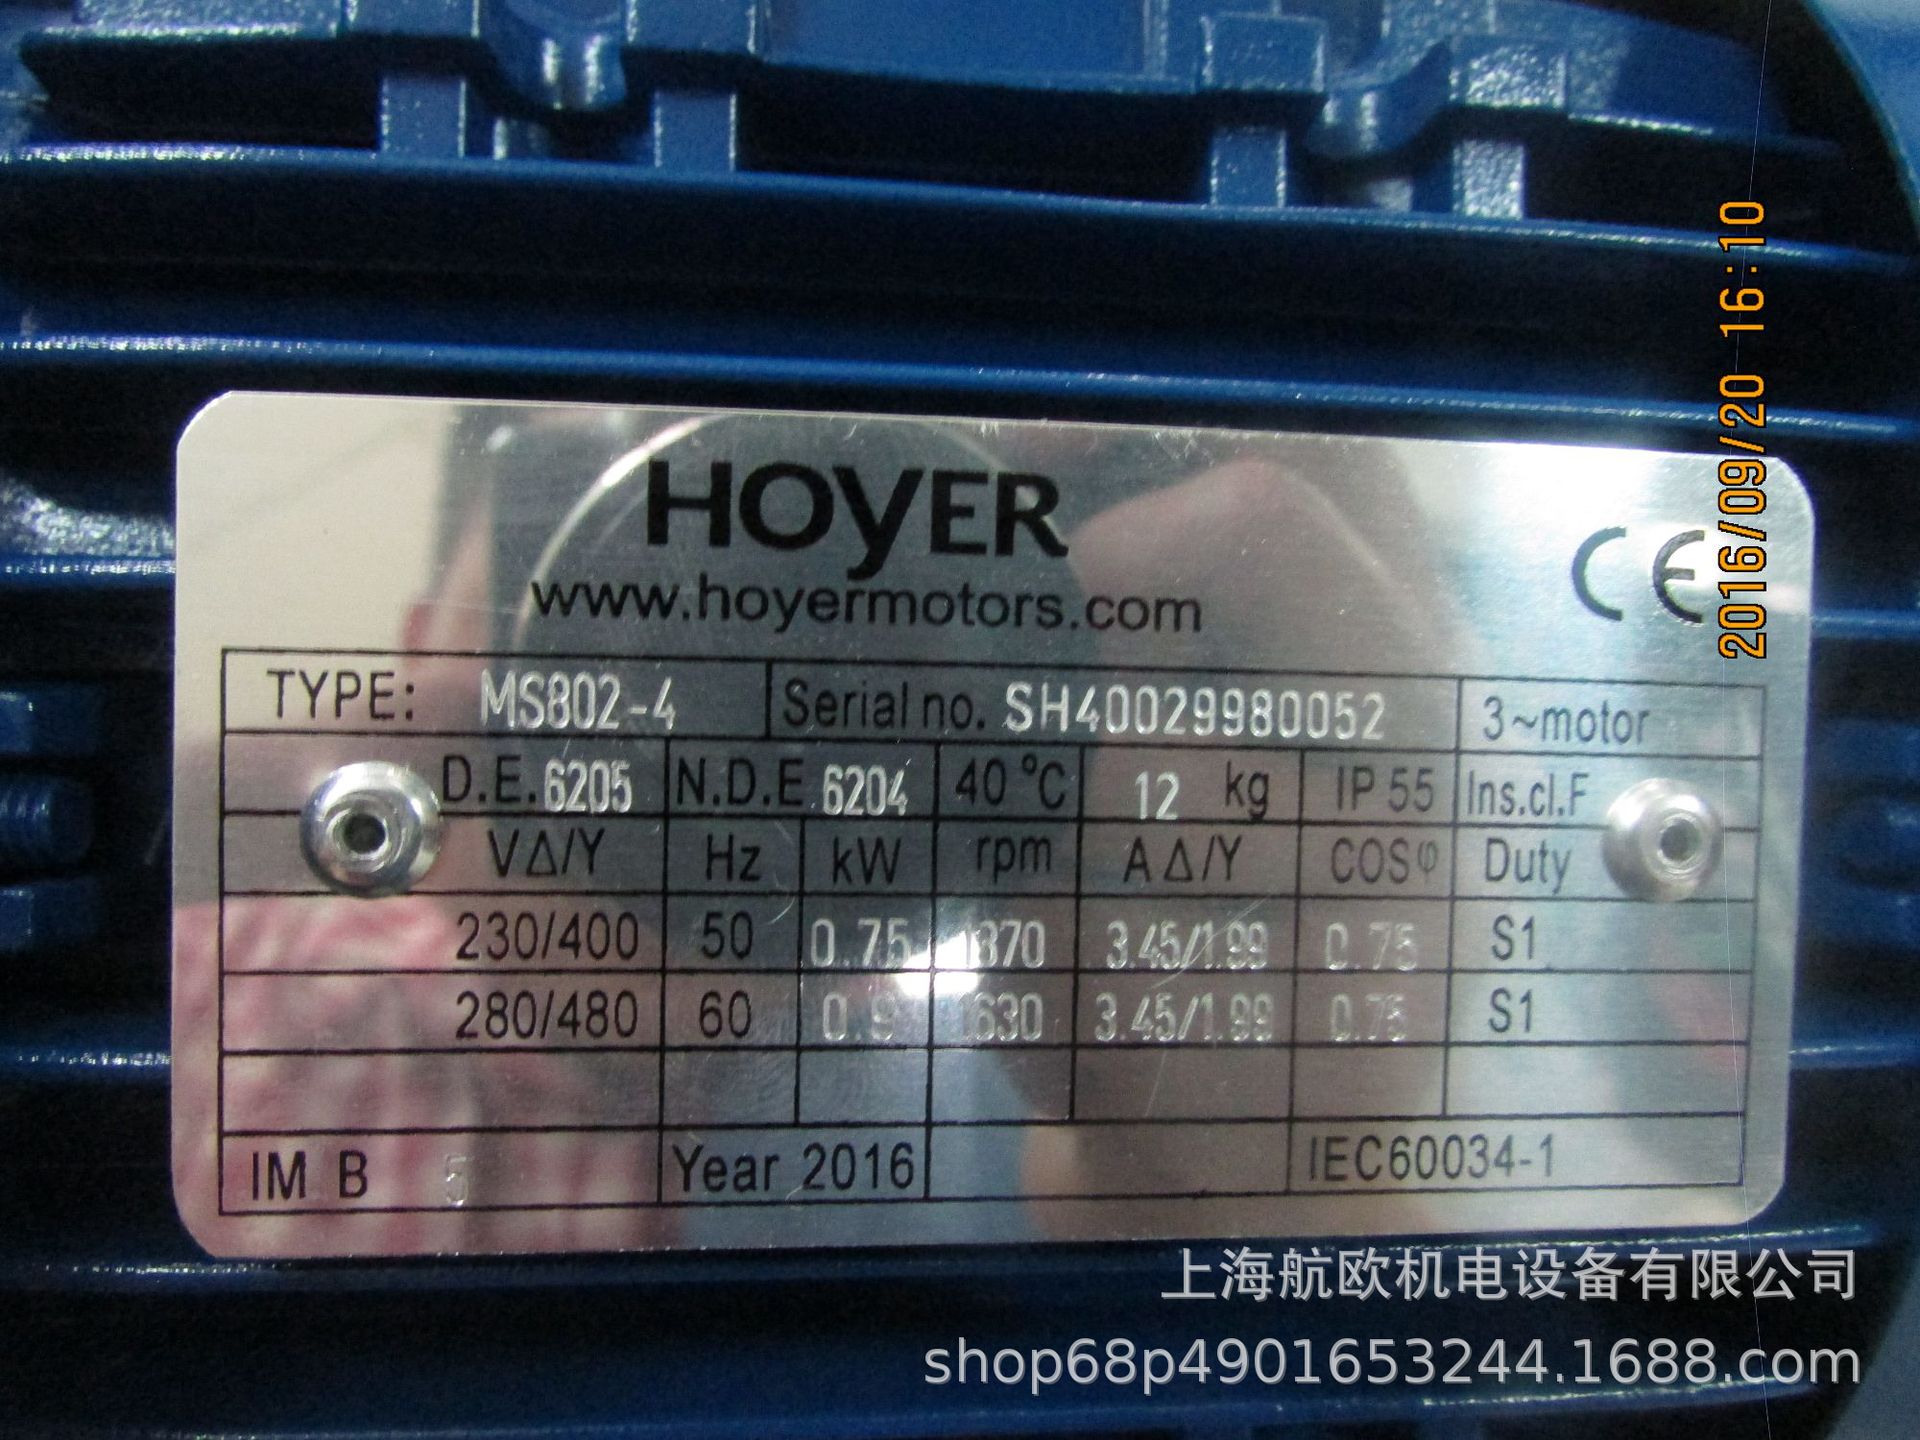 HOYER
www.hoyermotors.com
CE
TYPE: MS802-4 Serial no. SH40029980052 3~motor
D.E. 6205 N.D.E 6204 40 °C 12 kg IP 55 Ins.cl.F
V Δ/Y Hz kW rpm A Δ/Y COSφ Duty
230/400 50 0.75 1370 3.45/1.99 0.75 S1
280/480 60 0.9 1630 3.45/1.99 0.75 S1
IM B 5 Year 2016 IEC60034-1
2016/09/20 16:10
上海航欧机电设备有限公司
shop68p4901653244.1688.com